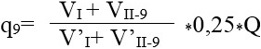 q₉= V_I + V_II-9 / V’_I + V’_II-9 *0,25*Q